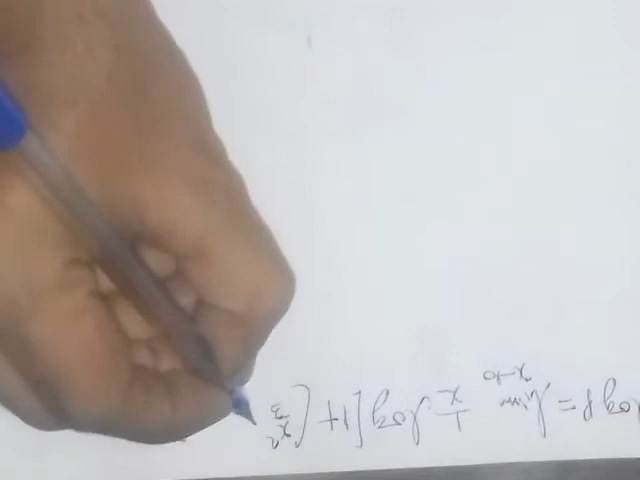 log f = lim x→0 1/x log [1+ ( x²/3